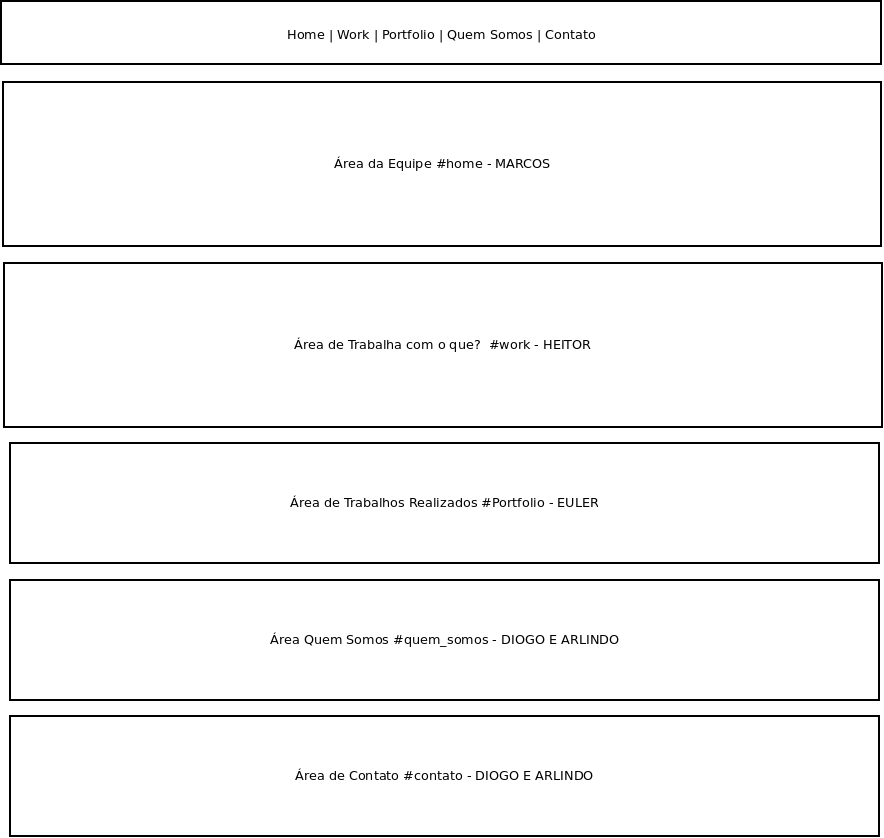 Home | Work | Portfolio | Quem Somos | Contato
Área da Equipe #home - MARCOS
Área de Trabalha com o que?  #work - HEITOR
Área de Trabalhos Realizados #Portfolio - EULER
Área Quem Somos #quem_somos - DIOGO E ARLINDO
Área de Contato #contato - DIOGO E ARLINDO